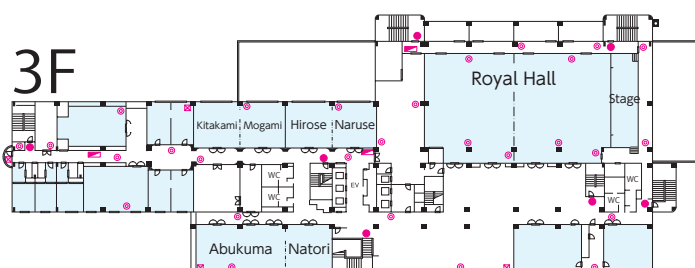 3F
Royal Hall
Stage
Kitakami
Mogami
Hirose
Naruse
WC
WC
EV
WC
WC
Abukuma
Natori